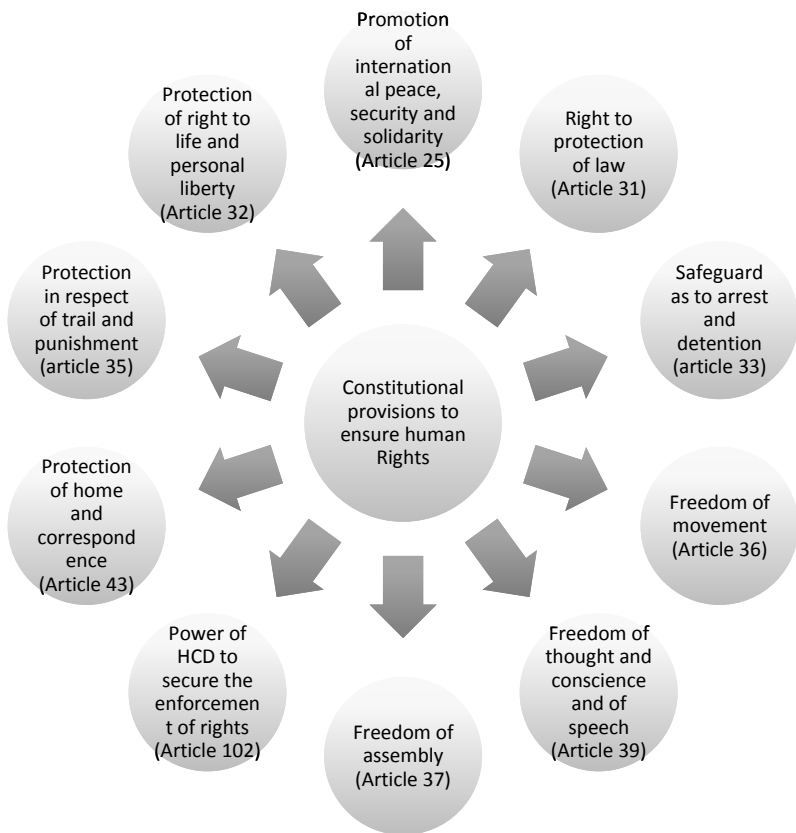 Promotion
of
internation
al peace,
security and
solidarity
(Article 25)
Right to
protection
of law
(Article 31)
Safeguard
as to arrest
and
detention
(article 33)
Freedom of
movement
(Article 36)
Freedom of
thought and
conscience
and of
speech
(Article 39)
Freedom of
assembly
(Article 37)
Power of
HCD to
secure the
enforcemen
t of rights
(Article 102)
Protection
of home
and
correspond
ence
(Article 43)
Protection
in respect
of trail and
punishment
(article 35)
Protection
of right to
life and
personal
liberty
(Article 32)
Constitutional
provisions to
ensure human
Rights